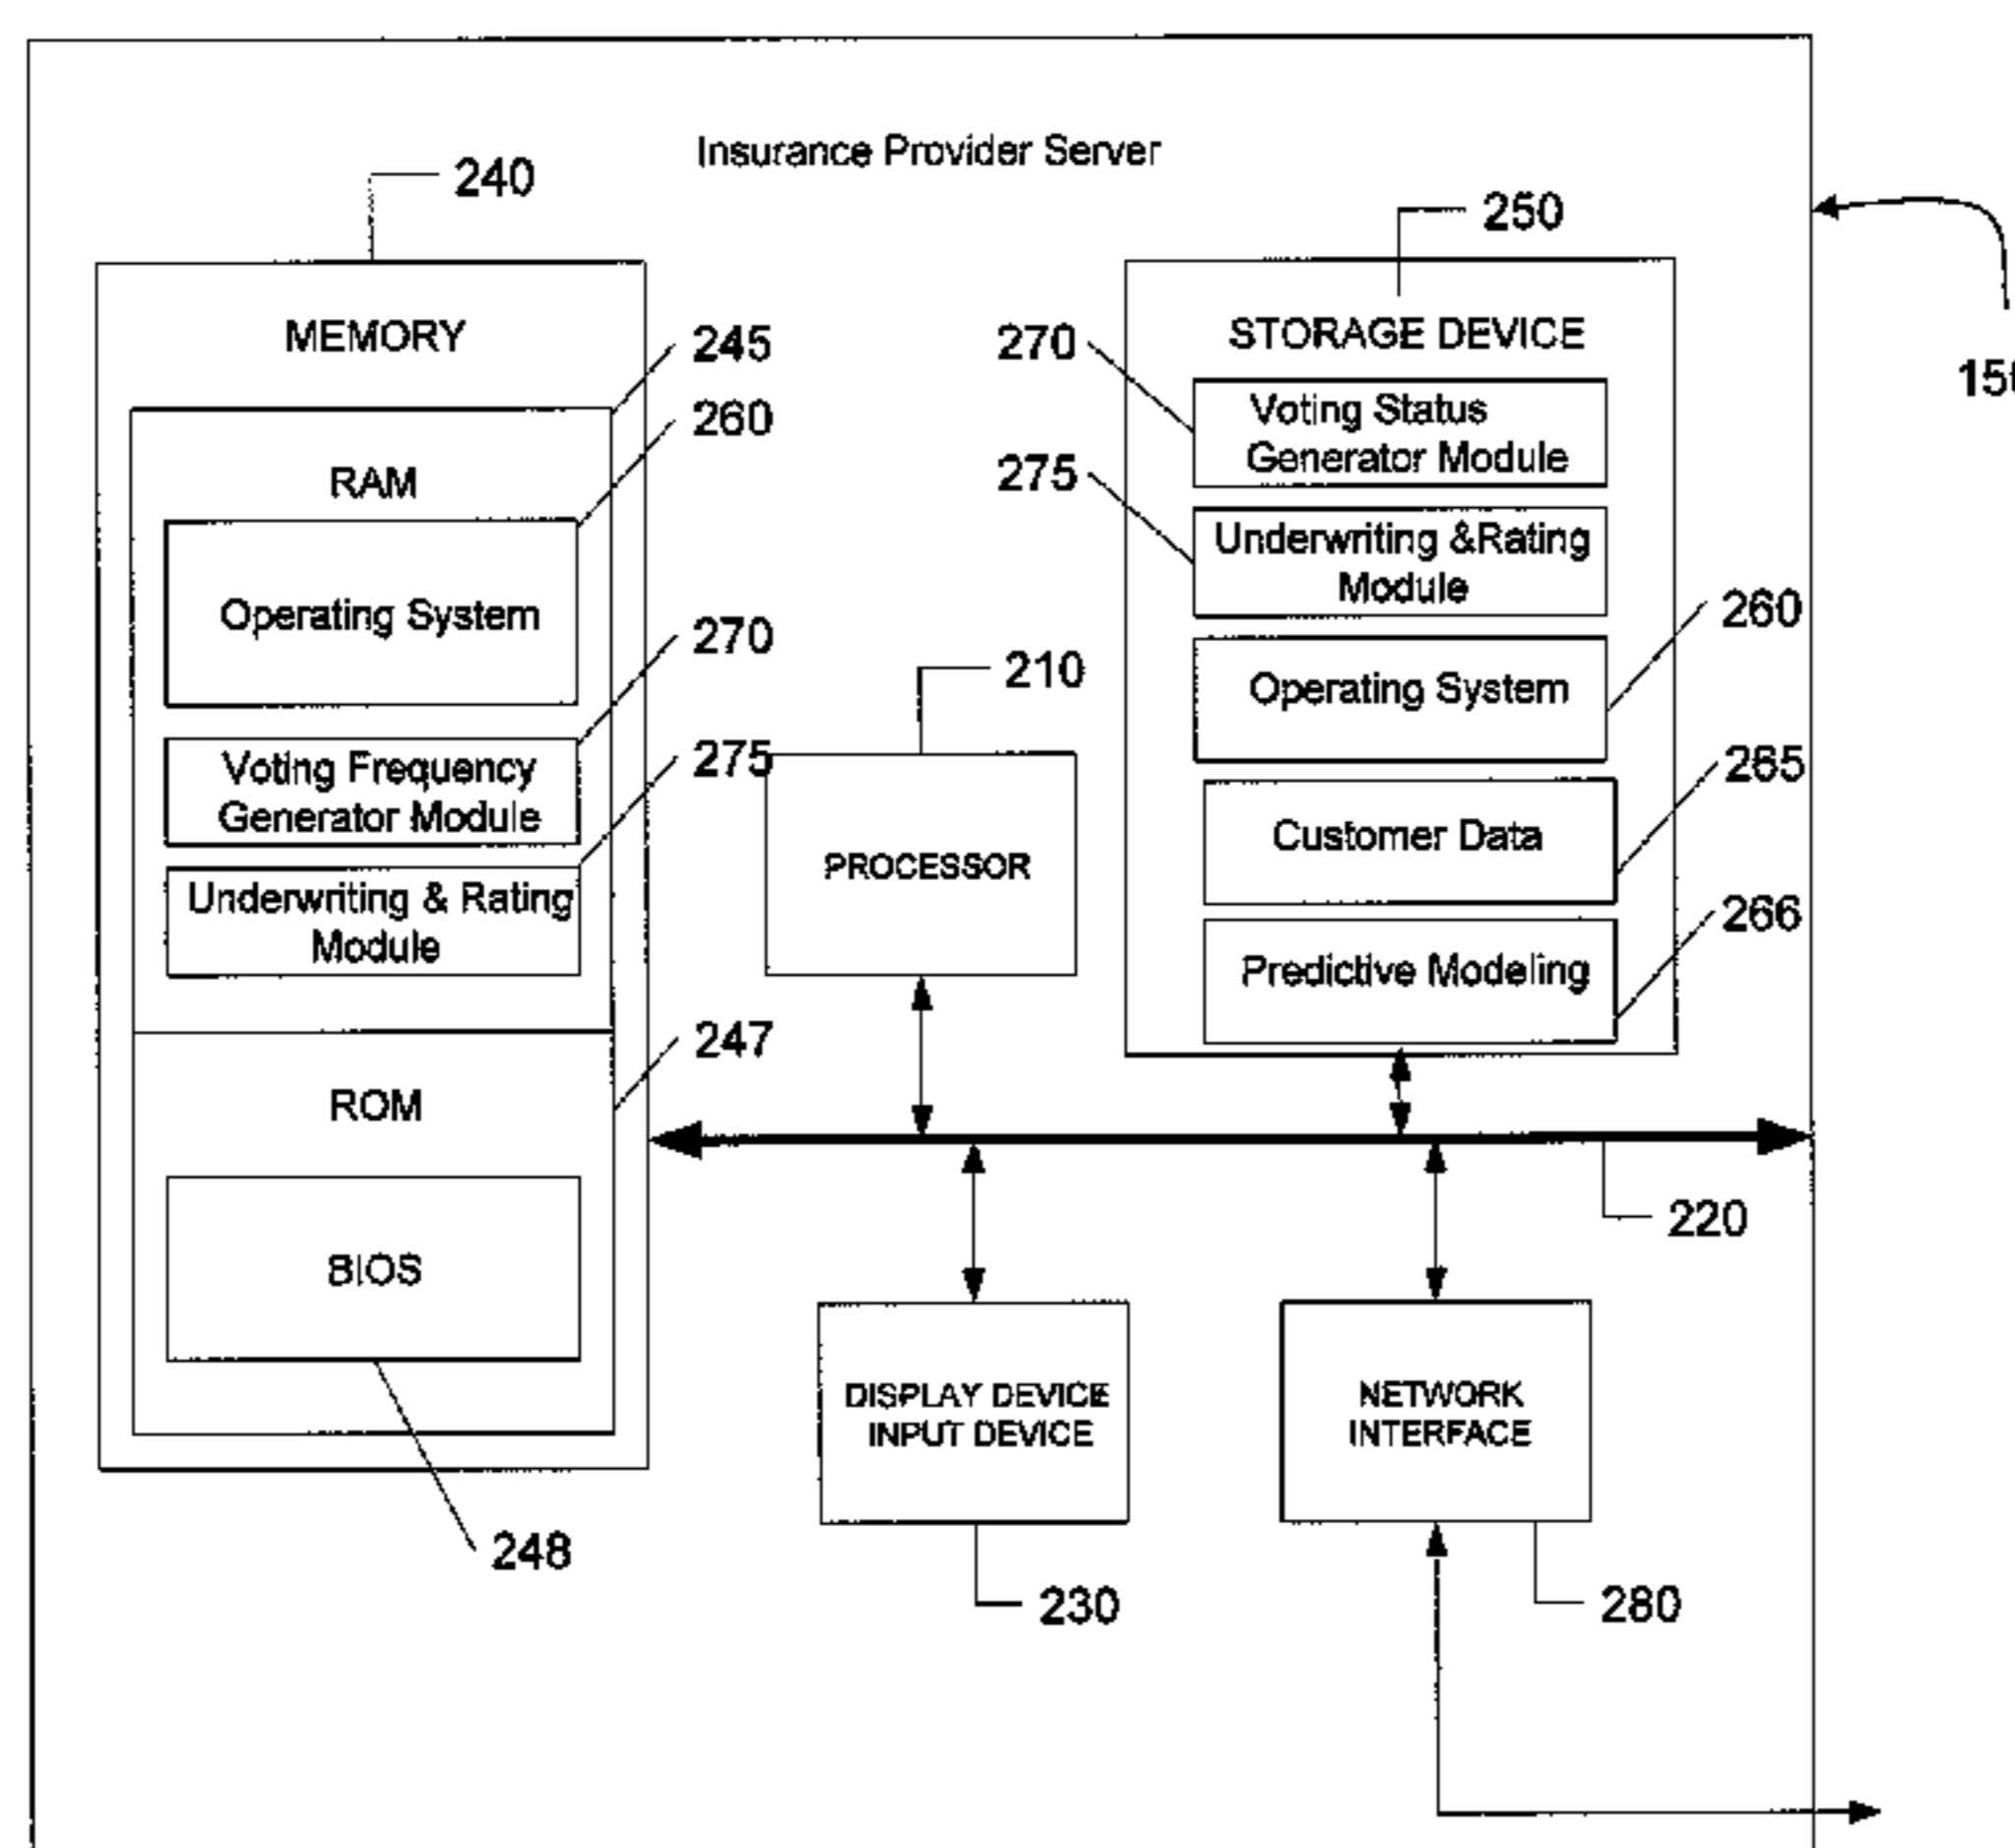 Insurance Provider Server
240
250
MEMORY
STORAGE DEVICE
245
270
Voting Status
Generator Module
260
RAM
275
Underwriting &Rating
Module
Operating System
260
270
Operating System
210
Voting Frequency
Generator Module
275
265
Customer Data
PROCESSOR
Underwriting & Rating
Module
266
Predictive Modeling
247
ROM
220
BIOS
DISPLAY DEVICE
INPUT DEVICE
NETWORK
INTERFACE
248
230
280